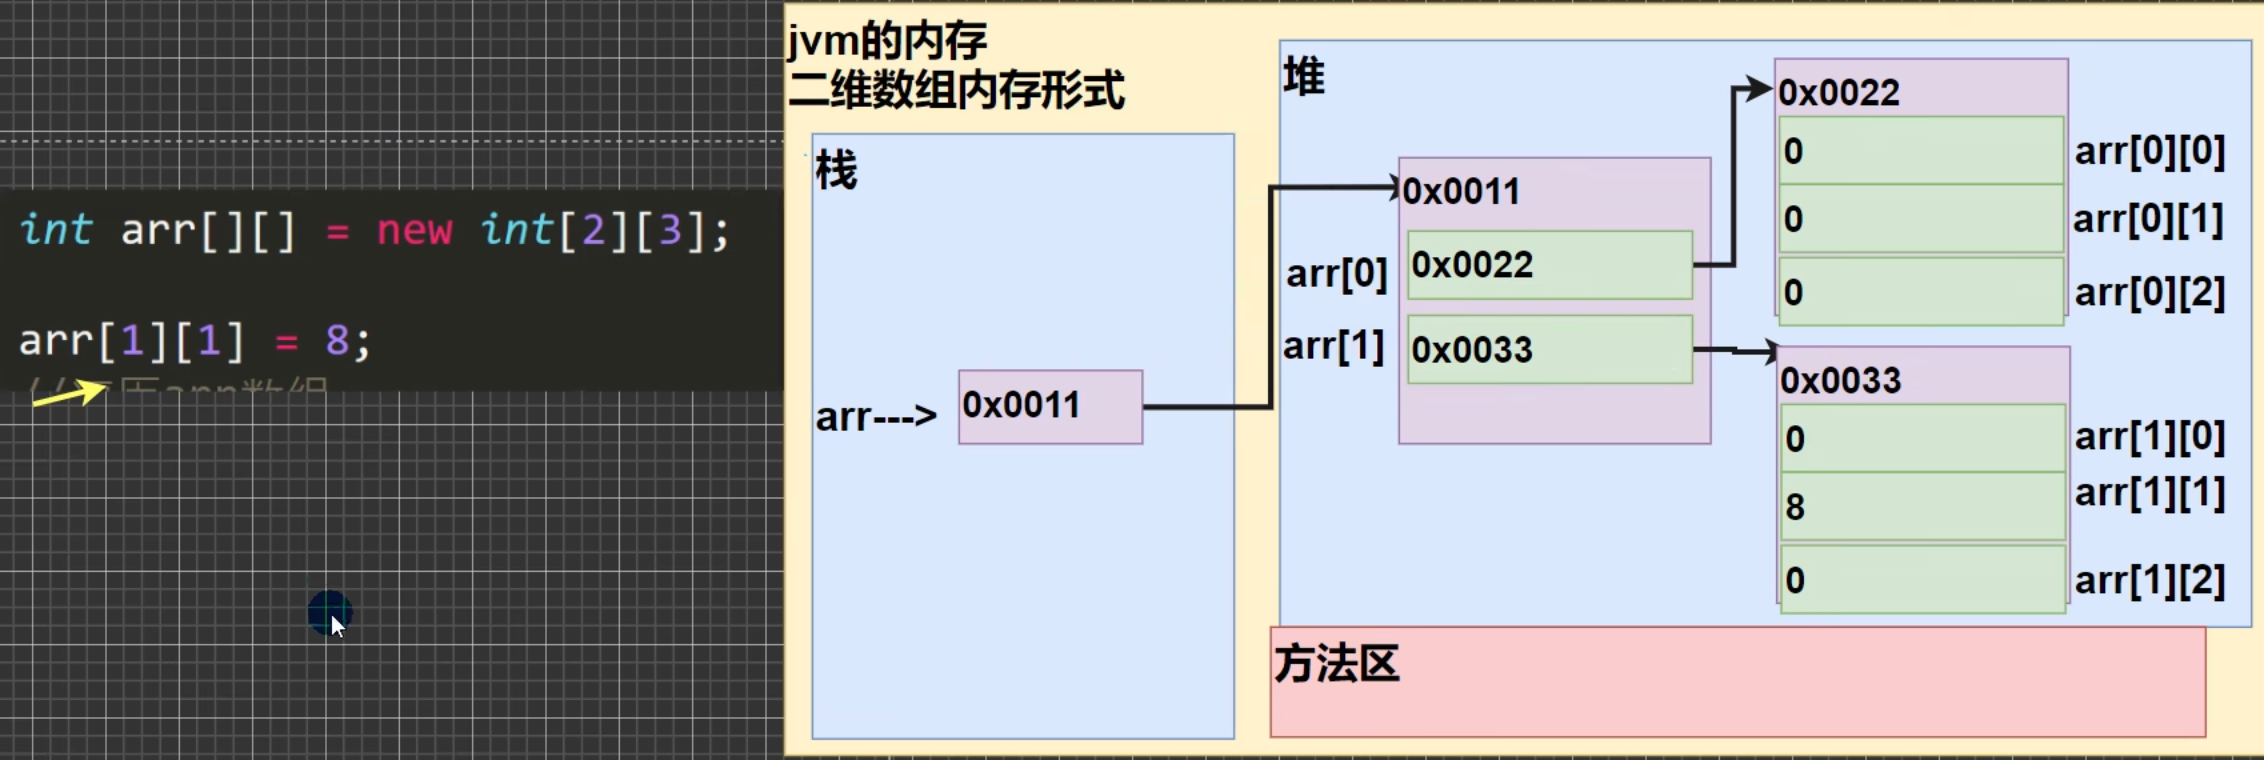 int arr[][] = new int[2][3];
arr[1][1] = 8;
jvm的内存
二维数组内存形式
栈
arr--->
0x0011
堆
0x0011
arr[0]
0x0022
arr[1]
0x0033
0x0022
0
arr[0][0]
0
arr[0][1]
0
arr[0][2]
0x0033
0
arr[1][0]
8
arr[1][1]
0
arr[1][2]
方法区